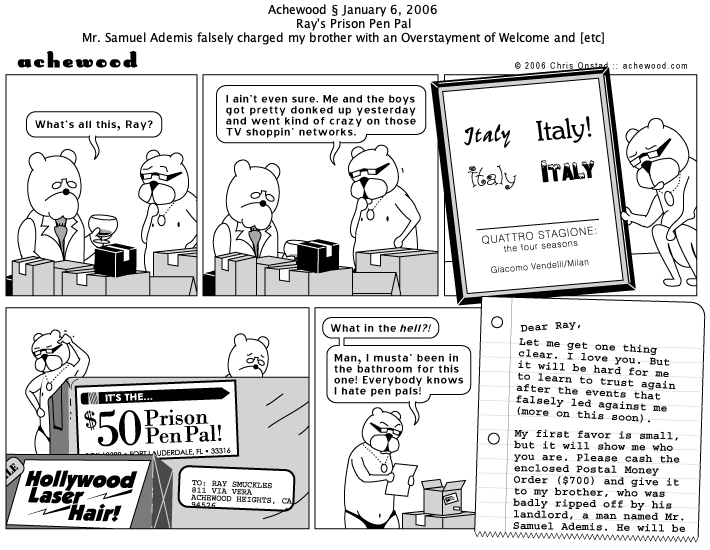 Achewood § January 6, 2006
Ray's Prison Pen Pal
Mr. Samuel Ademis falsely charged my brother with an Overstayment of Welcome and [etc]
achewood
© 2006 Chris Onstad :: achewood.com
What's all this, Ray?
I ain't even sure. Me and the boys
got pretty donked up yesterday
and went kind of crazy on those
TV shoppin' networks.
Italy
Italy!
Italy
ITALY
QUATTRO STAGIONE:
the four seasons
Giacomo Vendelli/Milan
IT'S THE...
$50 Prison
Pen Pal!
FORT LAUDERDALE, FL • 33316
Hollywood
Laser
Hair!
TO: RAY SMUCKLES
811 VIA VERA
ACHEWOOD HEIGHTS, CA
94526
What in the hell?!
Man, I musta' been in
the bathroom for this
one! Everybody knows
I hate pen pals!
Dear Ray,
Let me get one thing
clear. I love you. But
it will be hard for me
to learn to trust again
after the events that
falsely led against me
(more on this soon).
My first favor is small,
but it will show me who
you are. Please cash the
enclosed Postal Money
Order ($700) and give it
to my brother, who was
badly ripped off by his
landlord, a man named Mr.
Samuel Ademis. He will be